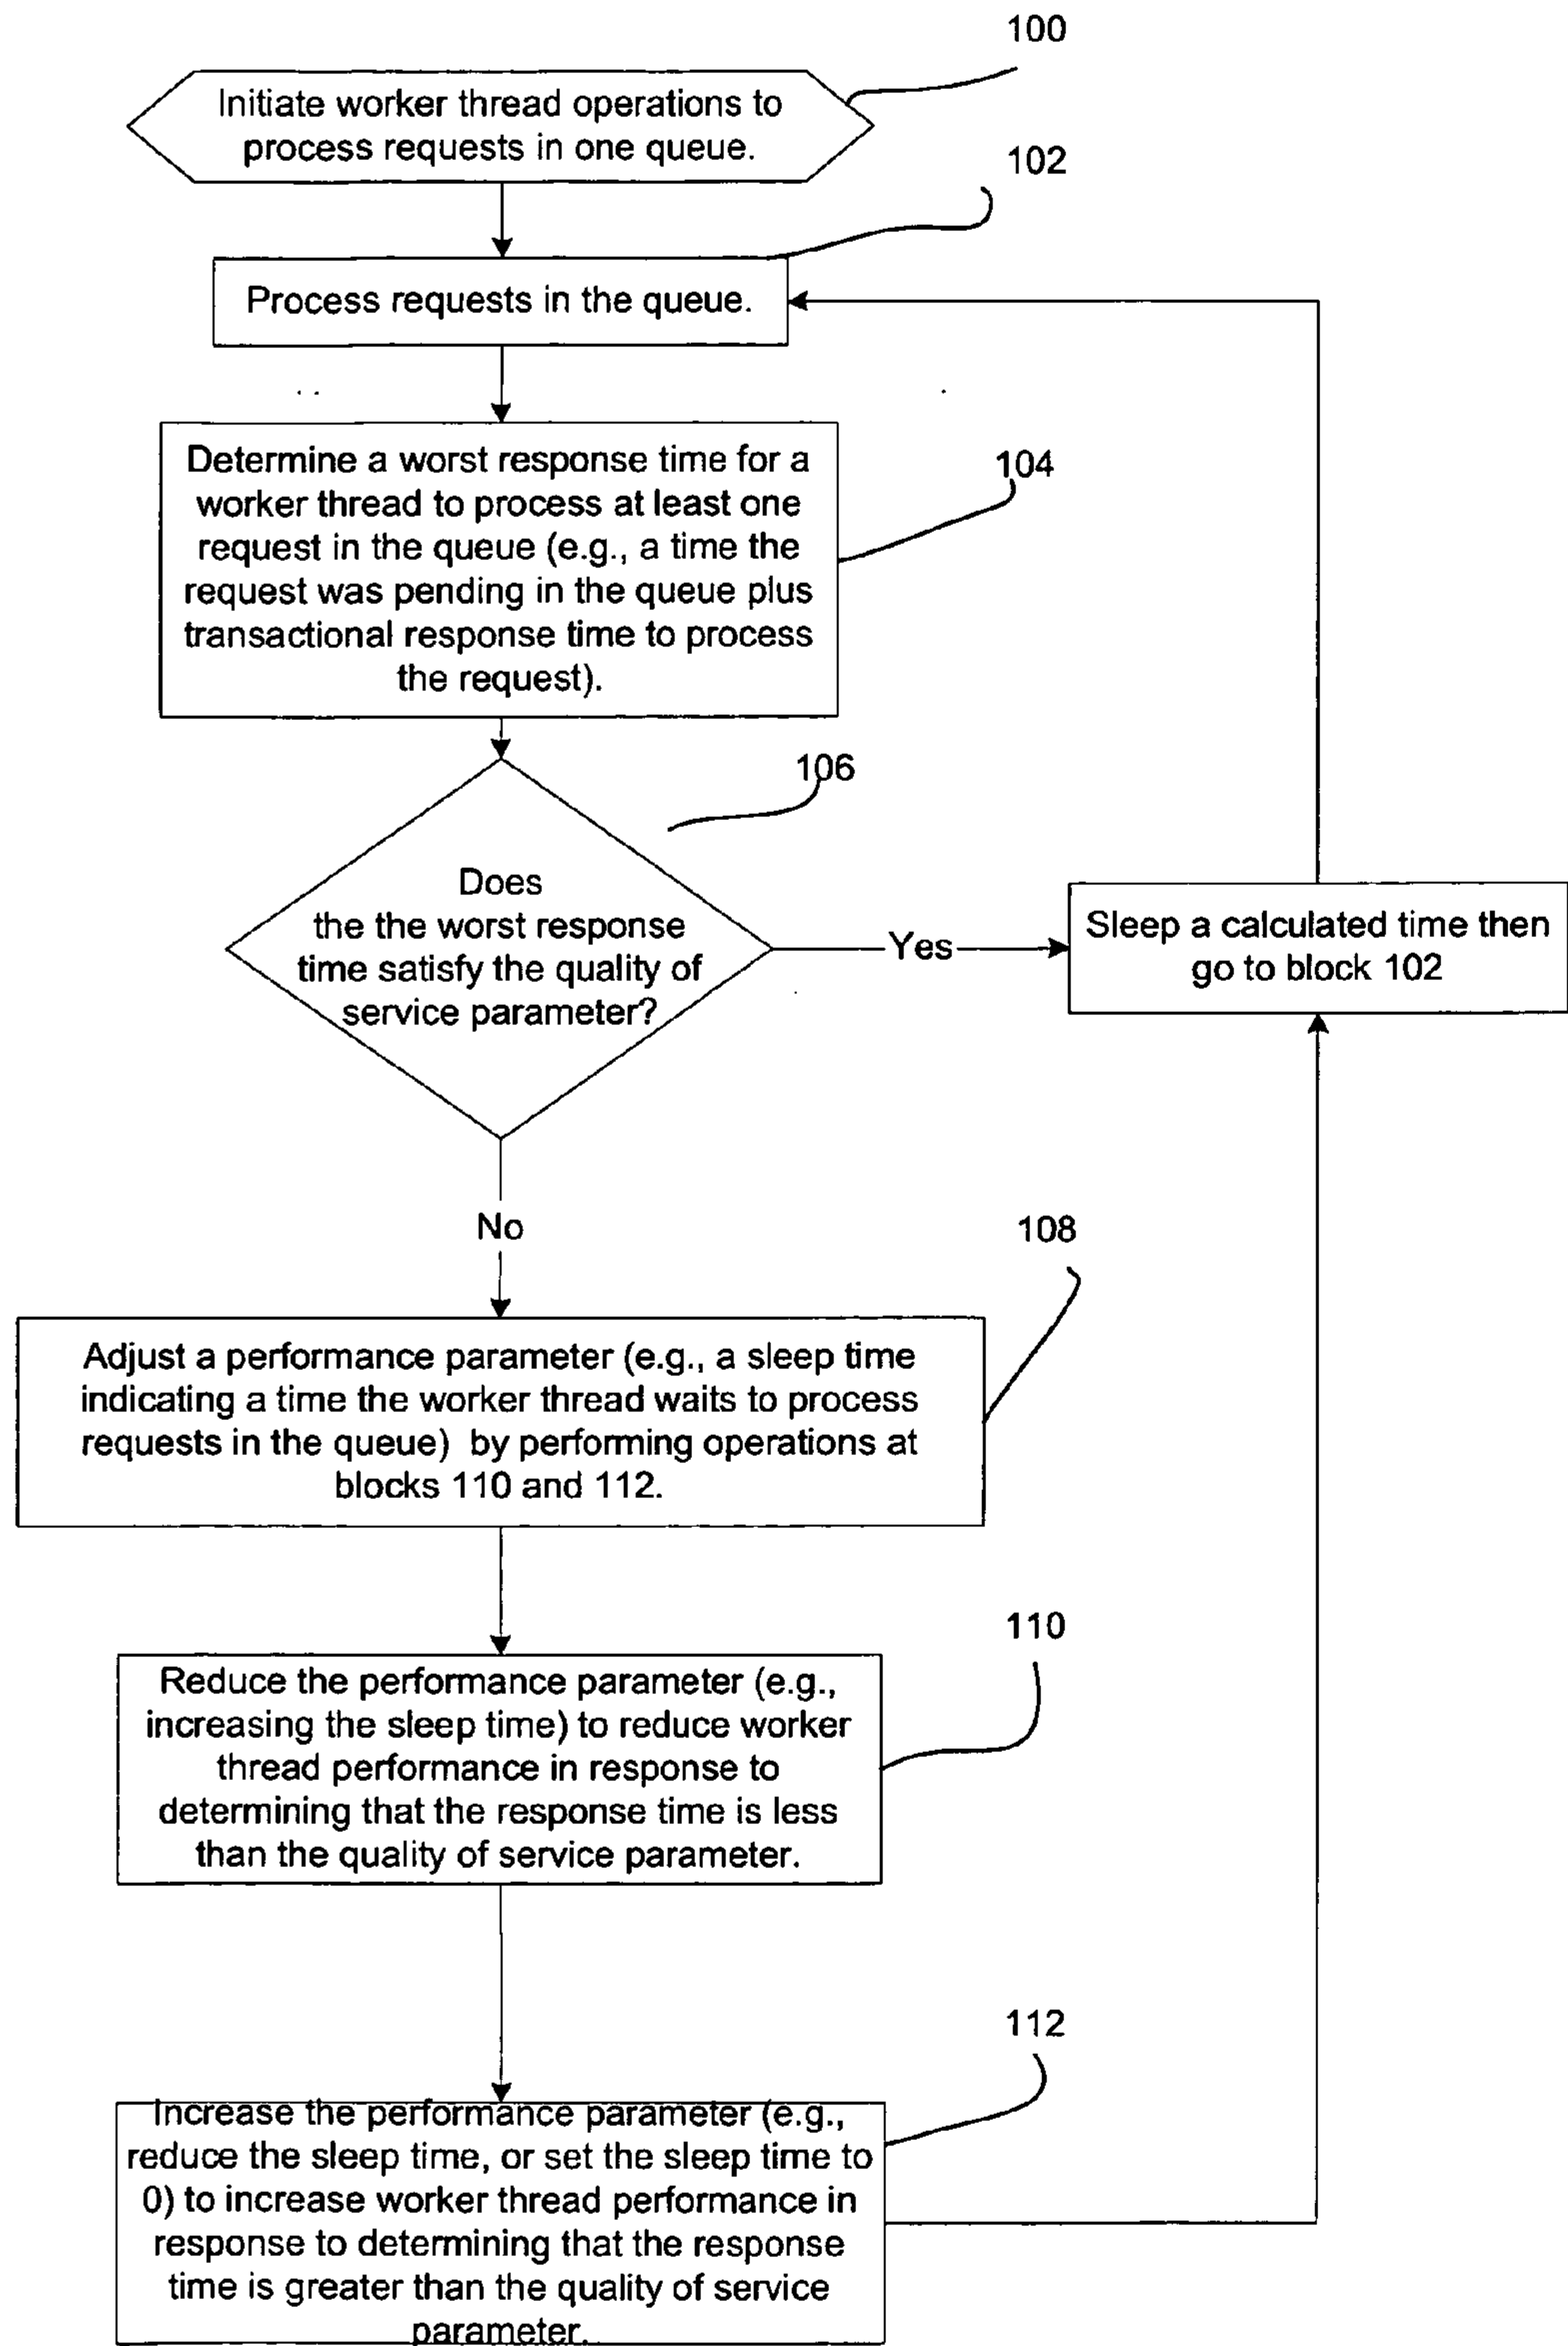 100
Initiate worker thread operations to
process requests in one queue.
102
Process requests in the queue.
Determine a worst response time for a
worker thread to process at least one
request in the queue (e.g., a time the
request was pending in the queue plus
transactional response time to process
the request).
104
106
Does
the the worst response
time satisfy the quality of
service parameter?
Yes
Sleep a calculated time then
go to block 102
No
108
Adjust a performance parameter (e.g., a sleep time
indicating a time the worker thread waits to process
requests in the queue) by performing operations at
blocks 110 and 112.
110
Reduce the performance parameter (e.g.,
increasing the sleep time) to reduce worker
thread performance in response to
determining that the response time is less
than the quality of service parameter.
112
Increase the performance parameter (e.g.,
reduce the sleep time, or set the sleep time to
0) to increase worker thread performance in
response to determining that the response
time is greater than the quality of service
parameter.